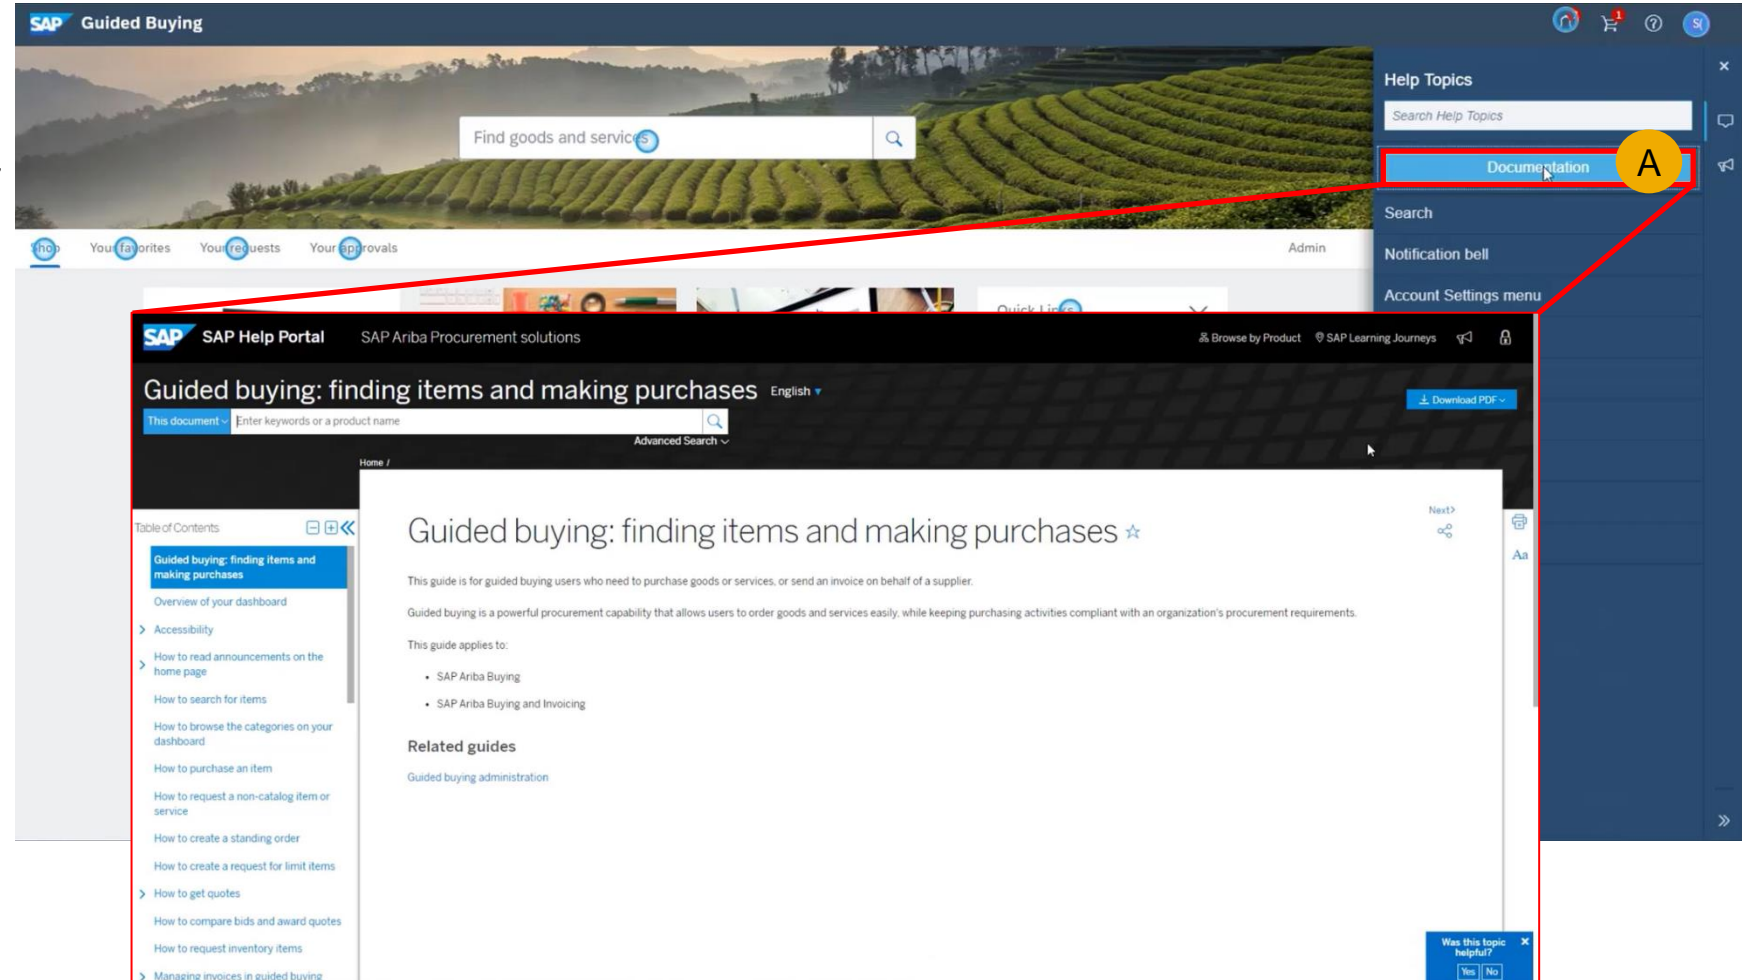 SAP Guided Buying
1
S(
Help Topics
Search Help Topics
Find goods and services
Documentation
A
Search
Notification bell
Account Settings menu
Shop Your favorites Your requests Your approvals
Admin
Quick Links
SAP SAP Help Portal SAP Ariba Procurement solutions
Browse by Product SAP Learning Journeys
Guided buying: finding items and making purchases English
Download PDF
This document Enter keywords or a product name
Advanced Search
Home /
Table of Contents
Guided buying: finding items and
making purchases
Overview of your dashboard
Accessibility
How to read announcements on the
home page
How to search for items
How to browse the categories on your
dashboard
How to purchase an item
How to request a non-catalog item or
service
How to create a standing order
How to create a request for limit items
How to get quotes
How to compare bids and award quotes
How to request inventory items
Managing invoices in guided buying
Next>
Aa
Guided buying: finding items and making purchases
This guide is for guided buying users who need to purchase goods or services, or send an invoice on behalf of a supplier.
Guided buying is a powerful procurement capability that allows users to order goods and services easily, while keeping purchasing activities compliant with an organization's procurement requirements.
This guide applies to:
• SAP Ariba Buying
• SAP Ariba Buying and Invoicing
Related guides
Guided buying administration
Was this topic
helpful?
Yes No